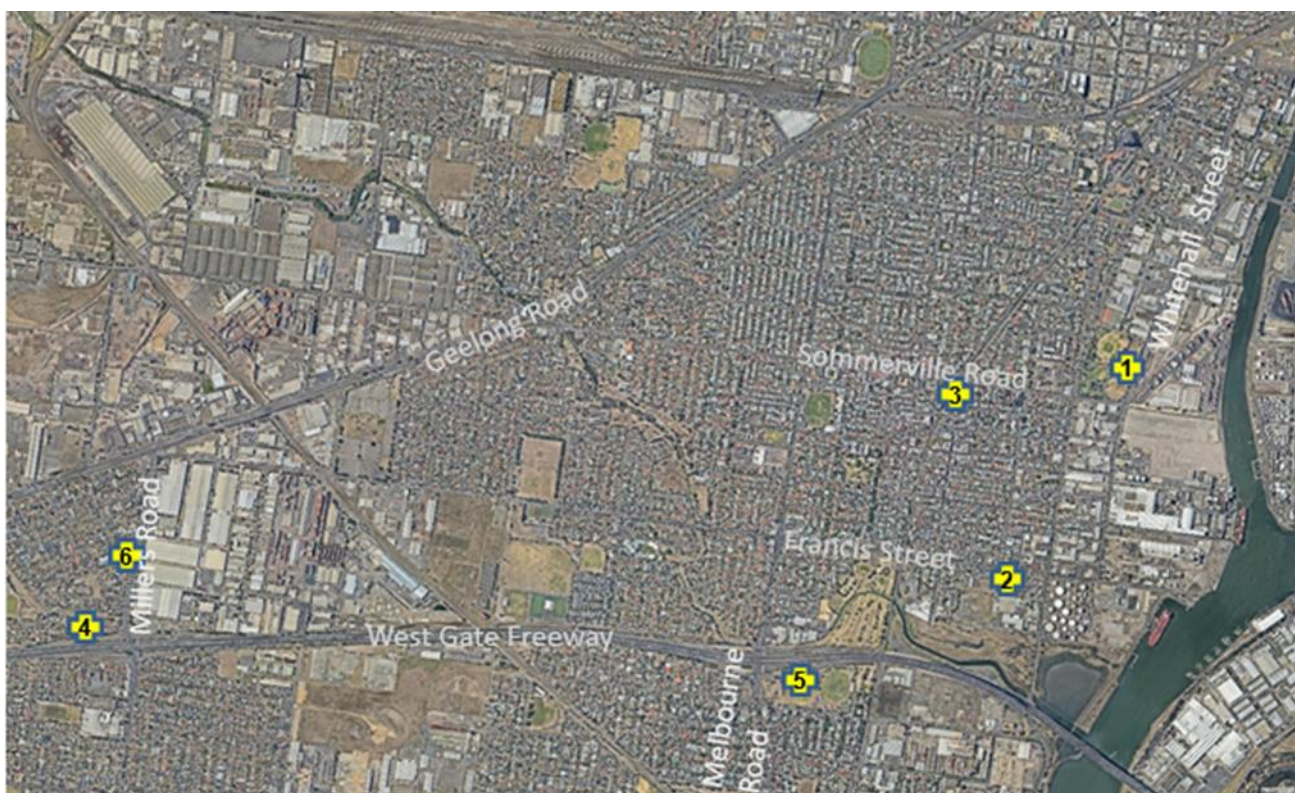 Whitehall Street
Geelong Road
Sommerville Road
1
3
Millers Road
6
Francis Street
2
4
West Gate Freeway
5
Melbourne
Road